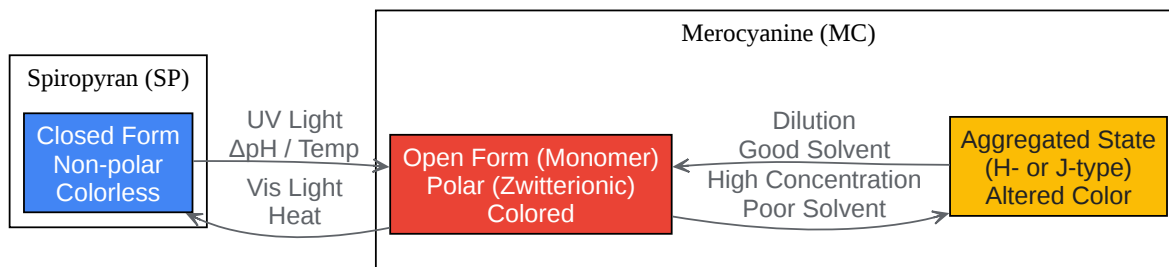 Spiropyran (SP)
Closed Form
Non-polar
Colorless
UV Light
ΔpH / Temp
Vis Light
Heat
Merocyanine (MC)
Open Form (Monomer)
Polar (Zwitterionic)
Colored
Dilution
Good Solvent
High Concentration
Poor Solvent
Aggregated State
(H- or J-type)
Altered Color